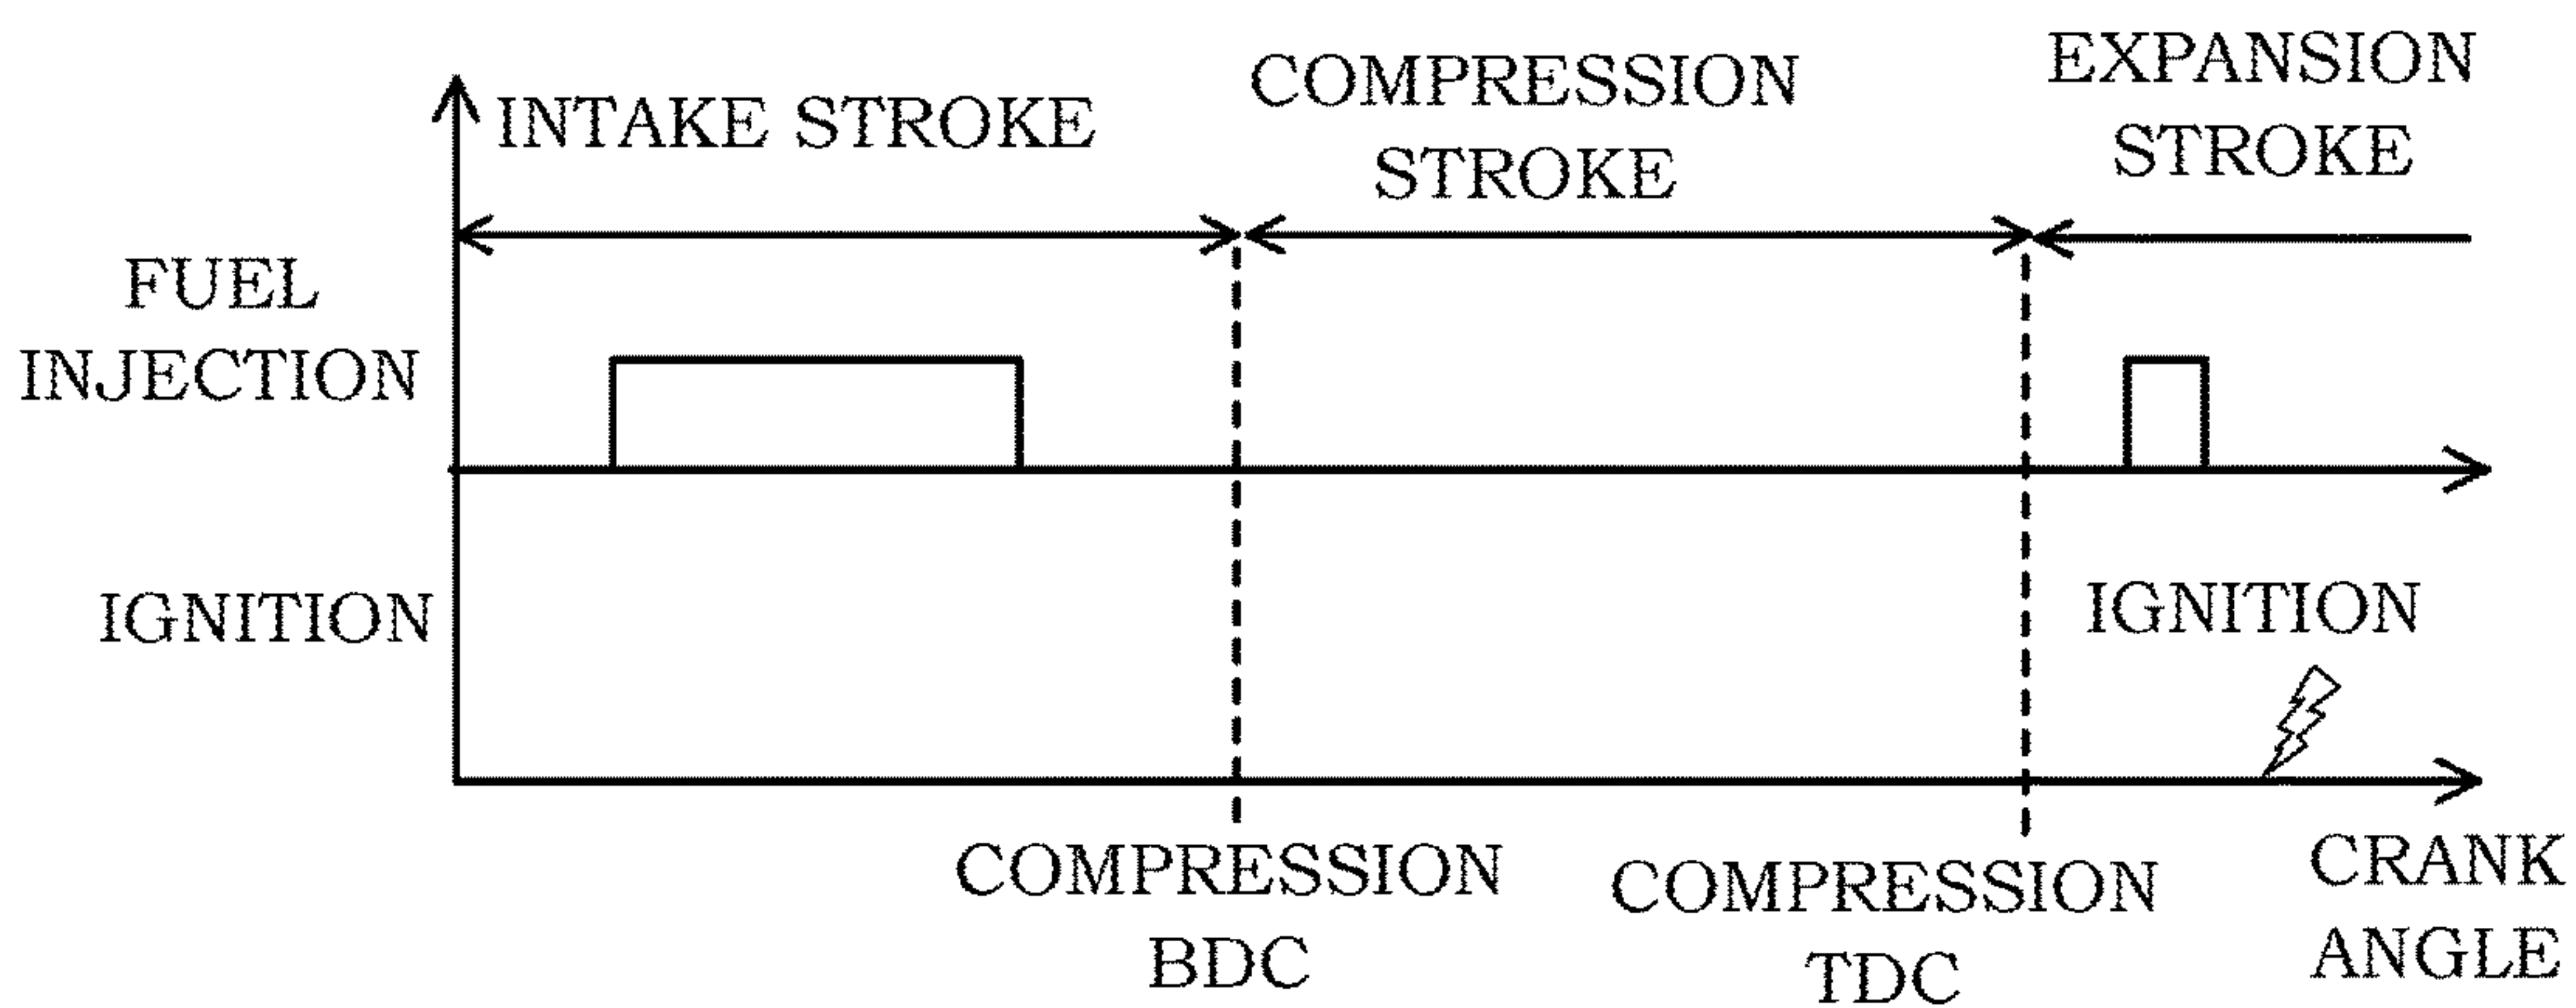 INTAKE STROKE
COMPRESSION
STROKE
EXPANSION
STROKE
FUEL
INJECTION
IGNITION
IGNITION
COMPRESSION
BDC
COMPRESSION
TDC
CRANK
ANGLE